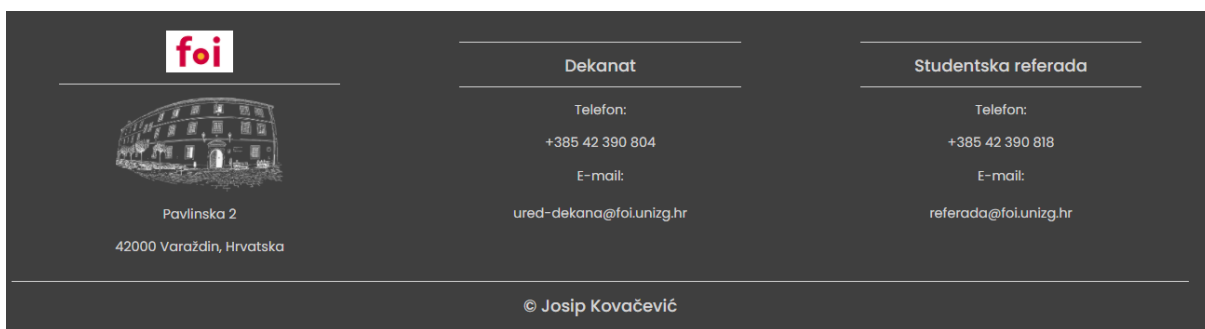 foi
Pavlinska 2
42000 Varaždin, Hrvatska
Dekanat
Telefon:
+385 42 390 804
E-mail:
ured-dekana@foi.unizg.hr
Studentska referada
Telefon:
+385 42 390 818
E-mail:
referada@foi.unizg.hr
© Josip Kovačević